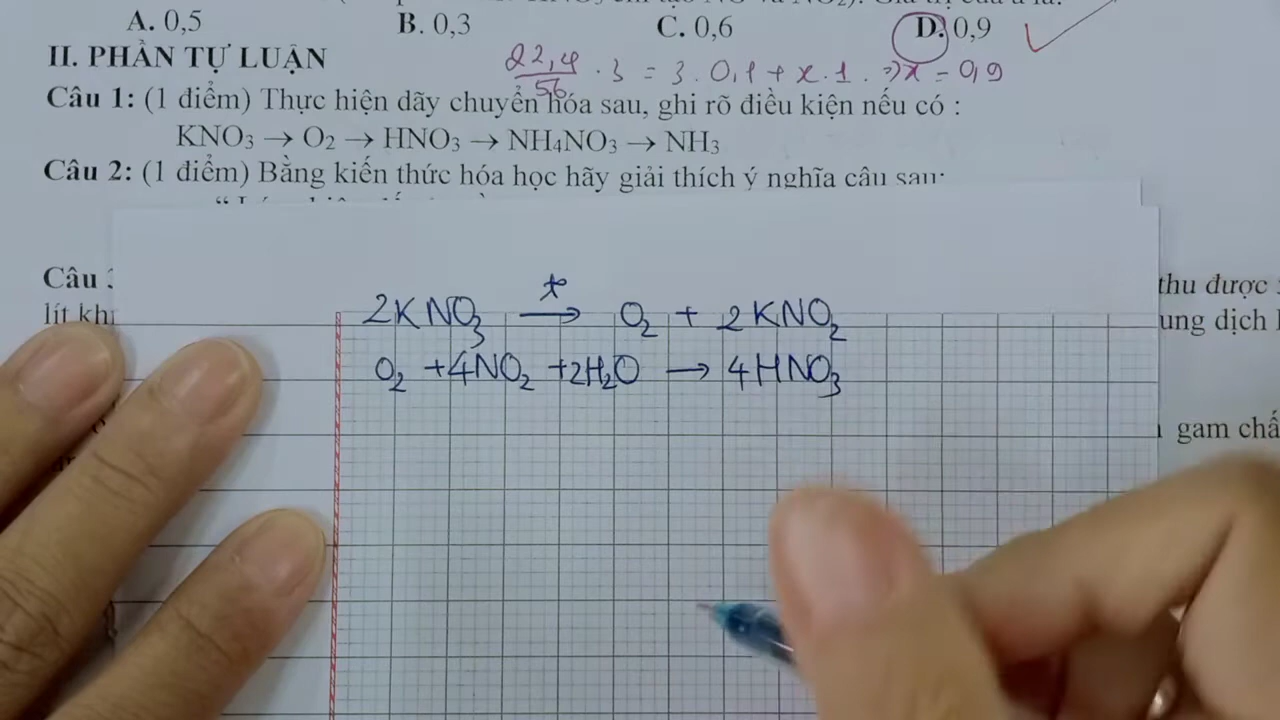 A. 0,5 B. 0,3 C. 0,6 D. 0,9
II. PHẦN TỰ LUẬN
22,4/56 . 3 = 3 . 0,1 + x . 1 . => x = 0,9
Câu 1: (1 điểm) Thực hiện dãy chuyển hóa sau, ghi rõ điều kiện nếu có :
KNO3 → O2 → HNO3 → NH4NO3 → NH3
Câu 2: (1 điểm) Bằng kiến thức hóa học hãy giải thích ý nghĩa câu sau:
Câu thu được
lít ung dịch
2KNO3 →(t°) O2 + 2KNO2
O2 + 4NO2 + 2H2O → 4HNO3
gam